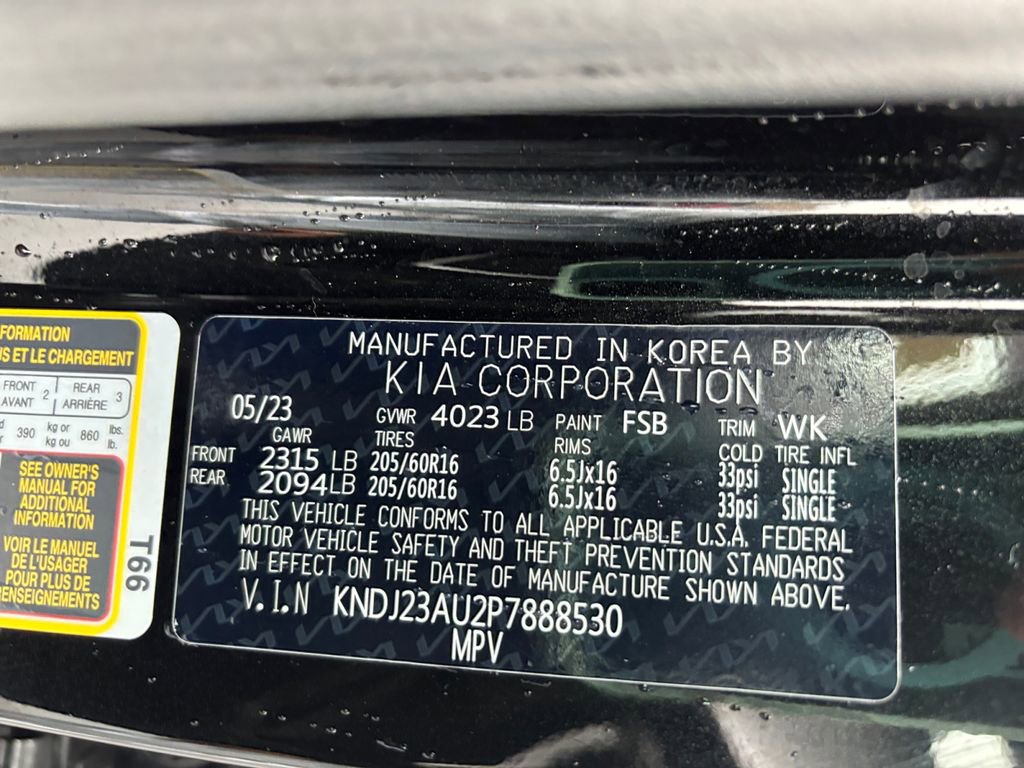 FORMATION
US ET LE CHARGEMENT
FRONT AVANT 2 REAR ARRIÈRE 3
390 kg or kg ou 860 lbs. lb.
SEE OWNER'S
MANUAL FOR
ADDITIONAL
INFORMATION
VOIR LE MANUEL
DE L'USAGER
POUR PLUS DE
RENSEIGNEMENTS
T66
MANUFACTURED IN KOREA BY
KIA CORPORATION
05/23 GVWR 4023 LB PAINT FSB TRIM WK
GAWR TIRES RIMS COLD TIRE INFL
FRONT 2315 LB 205/60R16 6.5Jx16 33psi SINGLE
REAR 2094 LB 205/60R16 6.5Jx16 33psi SINGLE
THIS VEHICLE CONFORMS TO ALL APPLICABLE U.S.A. FEDERAL
MOTOR VEHICLE SAFETY AND THEFT PREVENTION STANDARDS
IN EFFECT ON THE DATE OF MANUFACTURE SHOWN ABOVE.
V.I.N KNDJ23AU2P7888530
MPV